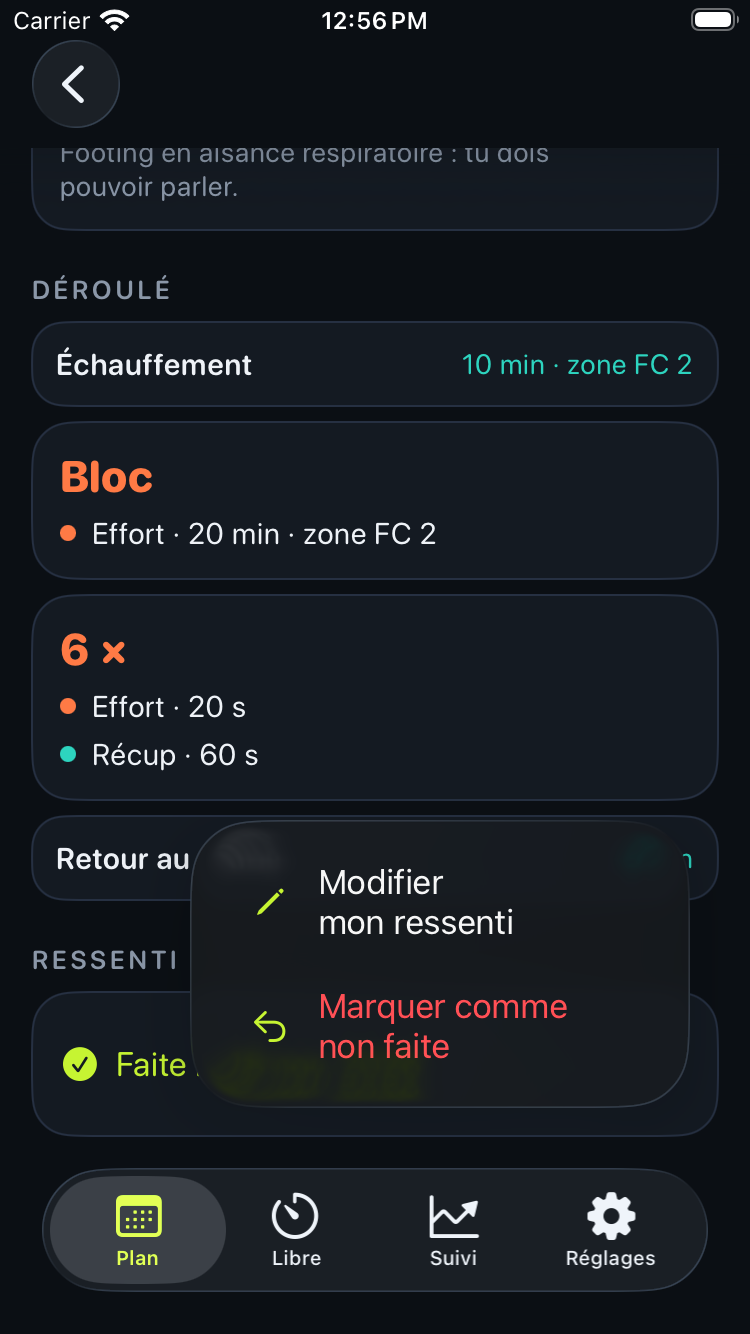 Carrier
12:56 PM
Footing en aisance respiratoire : tu dois
pouvoir parler.
DÉROULÉ
Échauffement
10 min · zone FC 2
Bloc
Effort · 20 min · zone FC 2
6 ×
Effort · 20 s
Récup · 60 s
Retour au
Modifier
mon ressenti
RESSENTI
Marquer comme
non faite
Faite
Plan
Libre
Suivi
Réglages